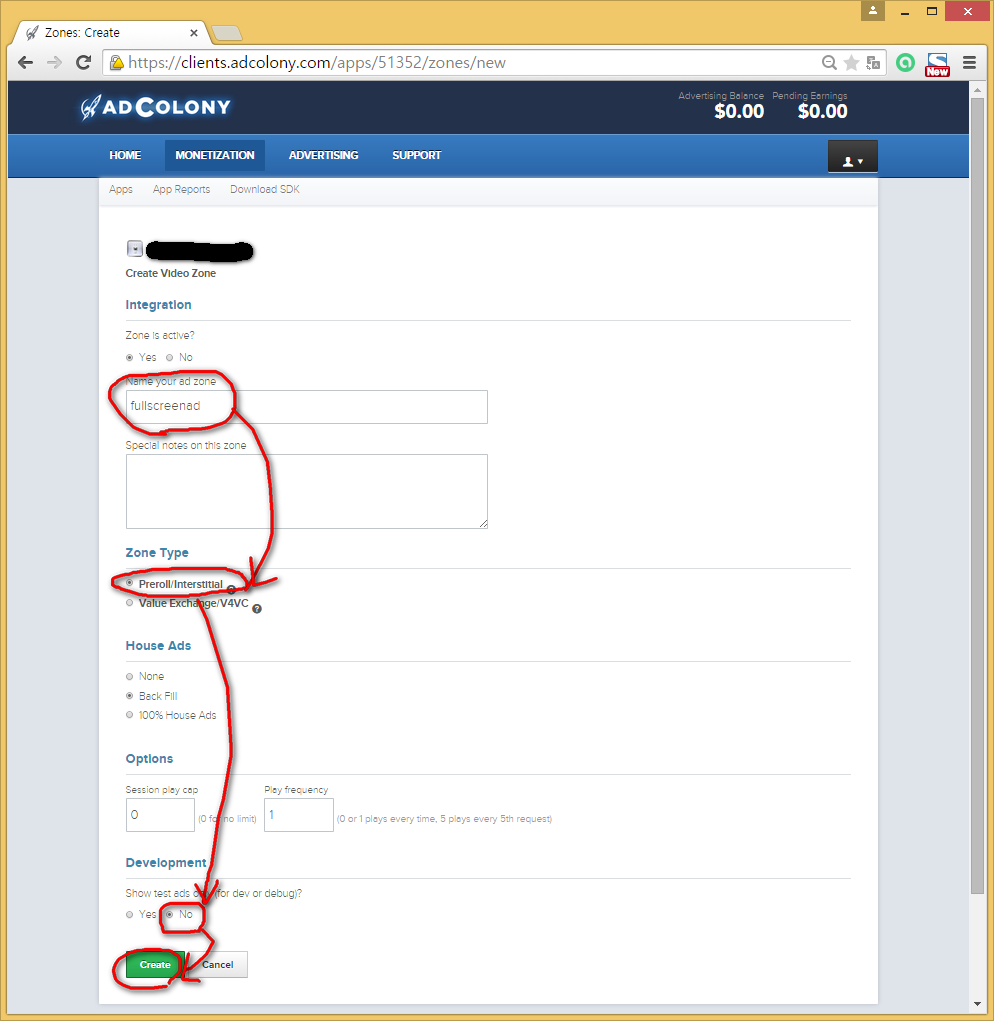 Zones: Create
https://clients.adcolony.com/apps/51352/zones/new
New
ADCOLONY
Advertising Balance Pending Earnings
$0.00 $0.00
HOME MONETIZATION ADVERTISING SUPPORT
Apps App Reports Download SDK
Create Video Zone
Integration
Zone is active?
Yes No
Name your ad zone
fullscreenad
Special notes on this zone
Zone Type
Preroll/Interstitial ?
Value Exchange/V4VC ?
House Ads
None
Back Fill
100% House Ads
Options
Session play cap Play frequency
0 (0 for no limit) 1 (0 or 1 plays every time, 5 plays every 5th request)
Development
Show test ads only (for dev or debug)?
Yes No
Create Cancel